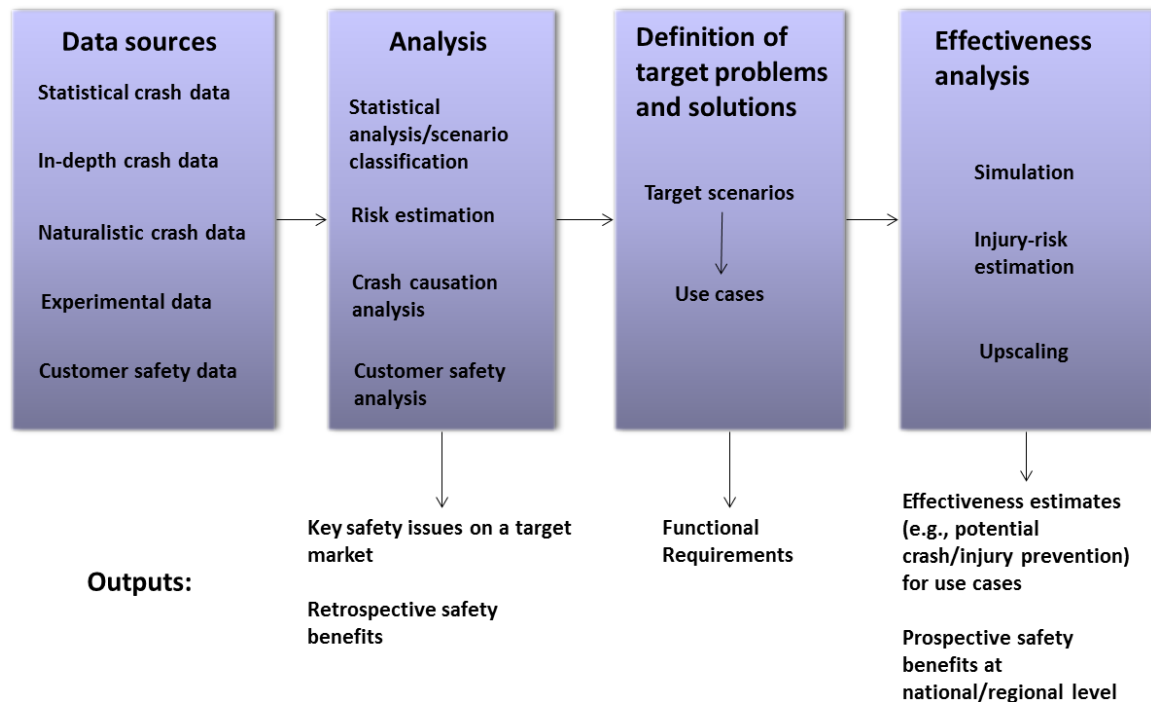 Data sources
Statistical crash data
In-depth crash data
Naturalistic crash data
Experimental data
Customer safety data
Analysis
Statistical
analysis/scenario
classification
Risk estimation
Crash causation
analysis
Customer safety
analysis
Definition of
target problems
and solutions
Target scenarios
Use cases
Effectiveness
analysis
Simulation
Injury-risk
estimation
Upscaling
Outputs:
Key safety issues on a target
market
Retrospective safety
benefits
Functional
Requirements
Effectiveness estimates
(e.g., potential
crash/injury prevention)
for use cases
Prospective safety
benefits at
national/regional level